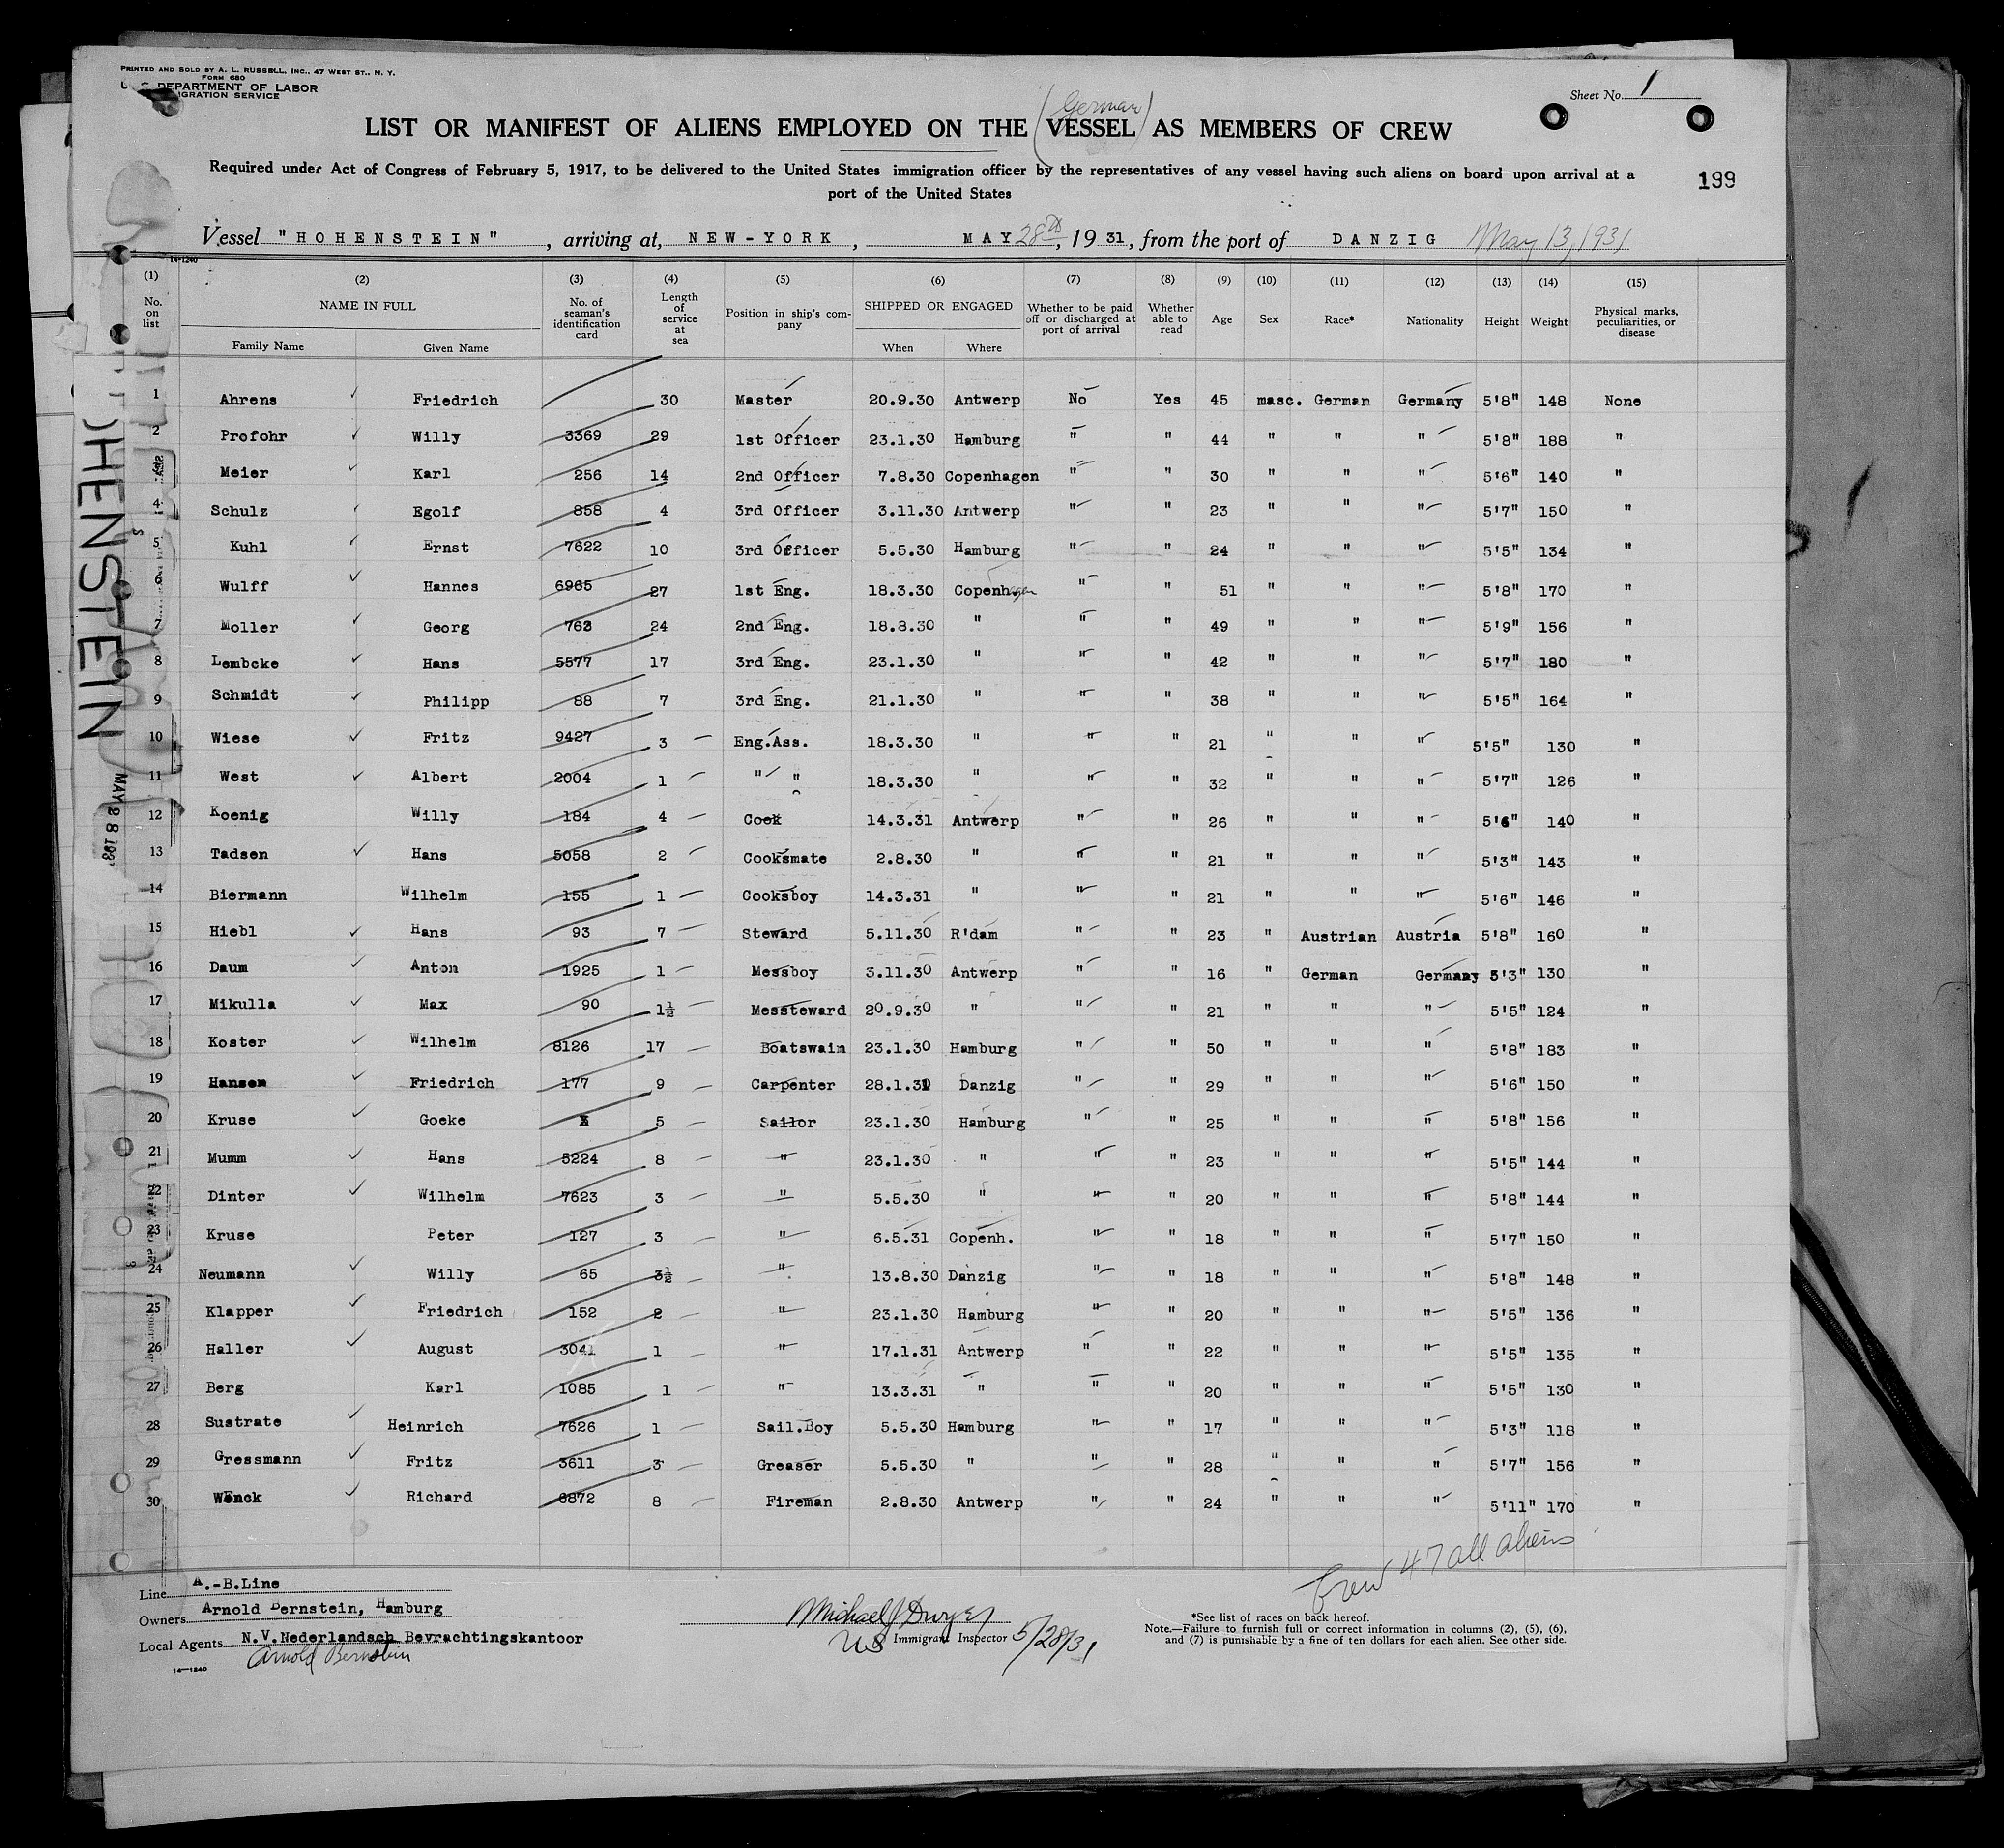 PRINTED AND SOLD BY A. L. RUSSELL, INC., 47 WEST ST., N. Y.
FORM 680
DEPARTMENT OF LABOR
IGRATION SERVICE
Sheet No. 1
(German)
LIST OR MANIFEST OF ALIENS EMPLOYED ON THE VESSEL AS MEMBERS OF CREW
Required under Act of Congress of February 5, 1917, to be delivered to the United States immigration officer by the representatives of any vessel having such aliens on board upon arrival at a
port of the United States
199
Vessel "HOHENSTEIN", arriving at, NEW-YORK, MAY 28th, 1931, from the port of DANZIG May 13, 1931
14-1240
(1) (2) (3) (4) (5) (6) (7) (8) (9) (10) (11) (12) (13) (14) (15)
No. on list NAME IN FULL Family Name Given Name No. of seaman's identification card Length of service at sea Position in ship's company SHIPPED OR ENGAGED When Where Whether to be paid off or discharged at port of arrival Whether able to read Age Sex Race* Nationality Height Weight Physical marks, peculiarities, or disease
1 Ahrens Friedrich 30 Master 20.9.30 Antwerp No Yes 45 masc. German Germany 5'8" 148 None
2 Profohr Willy 3369 29 1st Officer 23.1.30 Hamburg " " 44 " " " 5'8" 188 "
3 Meier Karl 256 14 2nd Officer 7.8.30 Copenhagen " " 30 " " " 5'6" 140 "
4 Schulz Egolf 858 4 3rd Officer 3.11.30 Antwerp " " 23 " " " 5'7" 150 "
5 Kuhl Ernst 7622 10 3rd Officer 5.5.30 Hamburg " " 24 " " " 5'5" 134 "
6 Wulff Hannes 6965 27 1st Eng. 18.3.30 Copenhagen " " 51 " " " 5'8" 170 "
7 Moller Georg 763 24 2nd Eng. 18.8.30 " " " 49 " " " 5'9" 156 "
8 Lembcke Hans 5577 17 3rd Eng. 23.1.30 " " " 42 " " " 5'7" 180 "
9 Schmidt Philipp 88 7 3rd Eng. 21.1.30 " " " 38 " " " 5'5" 164 "
10 Wiese Fritz 9427 3 Eng.Ass. 18.3.30 " " " 21 " " " 5'5" 130 "
11 West Albert 2004 1 " " 18.3.30 " " " 32 " " " 5'7" 126 "
12 Koenig Willy 184 4 Cook 14.3.31 Antwerp " " 26 " " " 5'6" 140 "
13 Tadsen Hans 5058 2 Cooksmate 2.8.30 " " " 21 " " " 5'3" 143 "
14 Biermann Wilhelm 155 1 Cooksboy 14.3.31 " " " 21 " " " 5'6" 146 "
15 Hiebl Hans 93 7 Steward 5.11.30 R'dam " " 23 " Austrian Austria 5'8" 160 "
16 Daum Anton 1925 1 Messboy 3.11.30 Antwerp " " 16 " German Germany 5'3" 130 "
17 Mikulla Max 90 1½ Messteward 20.9.30 " " " 21 " " " 5'5" 124 "
18 Koster Wilhelm 8126 17 Boatswain 23.1.30 Hamburg " " 50 " " " 5'8" 183 "
19 Hansen Friedrich 177 9 Carpenter 28.1.31 Danzig " " 29 " " " 5'6" 150 "
20 Kruse Goeke 5 Sailor 23.1.30 Hamburg " " 25 " " " 5'8" 156 "
21 Mumm Hans 5224 8 " 23.1.30 " " " 23 " " " 5'5" 144 "
22 Dinter Wilhelm 7623 3 " 5.5.30 " " " 20 " " " 5'8" 144 "
23 Kruse Peter 127 3 " 6.5.31 Copenh. " " 18 " " " 5'7" 150 "
24 Neumann Willy 65 3½ " 13.8.30 Danzig " " 18 " " " 5'8" 148 "
25 Klapper Friedrich 152 2 " 23.1.30 Hamburg " " 20 " " " 5'5" 136 "
26 Haller August 3041 1 " 17.1.31 Antwerp " " 22 " " " 5'5" 135 "
27 Berg Karl 1085 1 " 13.3.31 " " " 20 " " " 5'5" 130 "
28 Sustrate Heinrich 7626 1 Sail.Boy 5.5.30 Hamburg " " 17 " " " 5'3" 118 "
29 Gressmann Fritz 3611 3 Greaser 5.5.30 " " " 28 " " " 5'7" 156 "
30 Wenck Richard 6872 8 Fireman 2.8.30 Antwerp " " 24 " " " 5'11" 170 "
Crew 47 all aliens
Line A.-B.Line
Owners Arnold Bernstein, Hamburg
Local Agents N.V.Nederlandsch Bevrachtingskantoor
Arnold Bernstein
14-1240
Michael J Dwyer
US Immigrant Inspector 5/28/31
*See list of races on back hereof.
Note.—Failure to furnish full or correct information in columns (2), (5), (6),
and (7) is punishable by a fine of ten dollars for each alien. See other side.
OHENSTEIN
MAY 28 1931